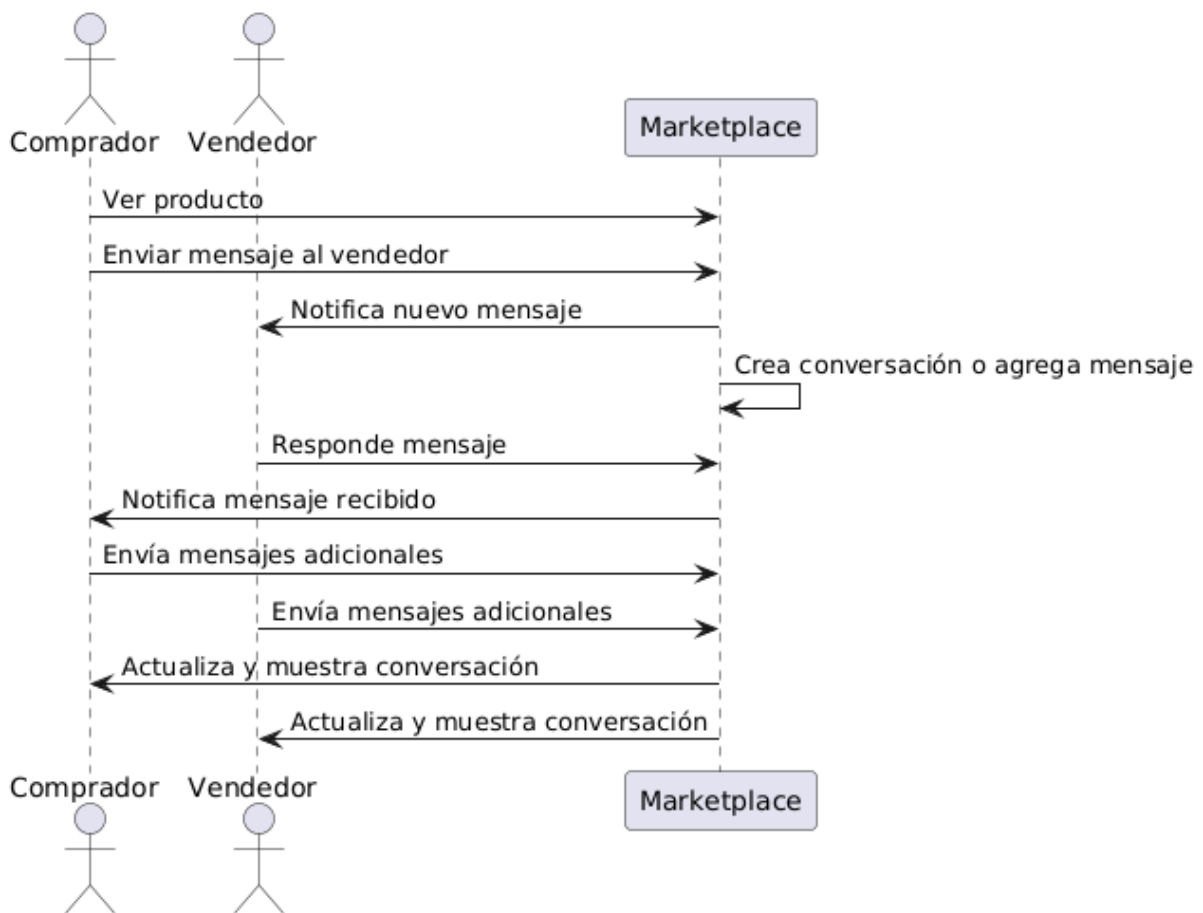 Comprador Vendedor
Marketplace
Ver producto
Enviar mensaje al vendedor
Notifica nuevo mensaje
Crea conversación o agrega mensaje
Responde mensaje
Notifica mensaje recibido
Envía mensajes adicionales
Envía mensajes adicionales
Actualiza y muestra conversación
Actualiza y muestra conversación
Comprador Vendedor
Marketplace